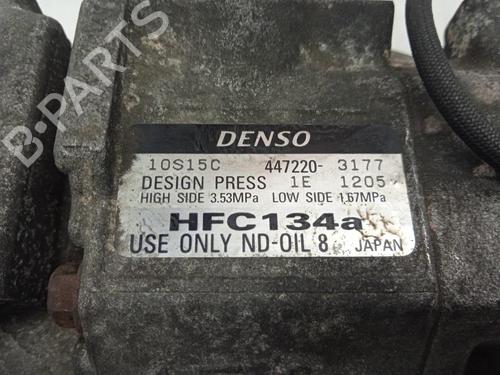 B-PARTS
DENSO
10S15C 447220-3177
DESIGN PRESS 1E 1205
HIGH SIDE 3.53MPa LOW SIDE 1.67MPa
HFC134a
USE ONLY ND-OIL 8 JAPAN